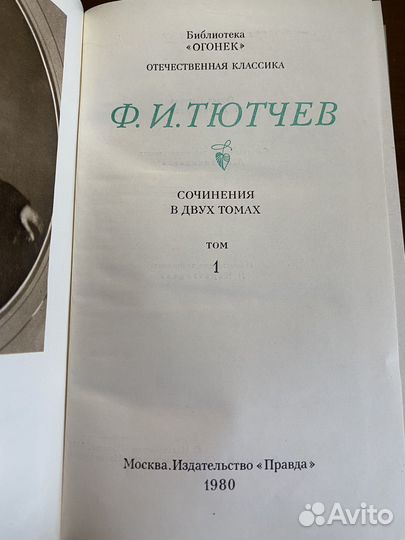 Библиотека
«ОГОНЕК»
ОТЕЧЕСТВЕННАЯ КЛАССИКА
Ф. И. ТЮТЧЕВ
СОЧИНЕНИЯ
В ДВУХ ТОМАХ
ТОМ
1
Москва. Издательство «Правда»
1980
Avito